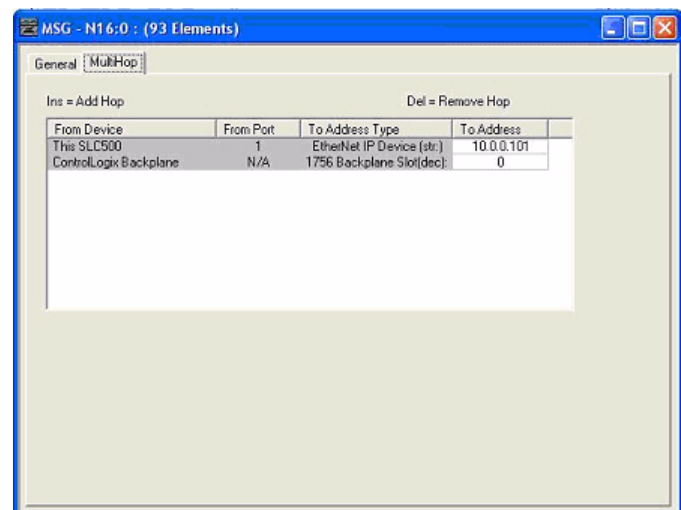 MSG - N16:0 : (93 Elements)
General MultiHop
Ins = Add Hop Del = Remove Hop
From Device From Port To Address Type To Address
This SLC500 1 EtherNet IP Device (str.) 10.0.0.101
ControlLogix Backplane N/A 1756 Backplane Slot(dec): 0